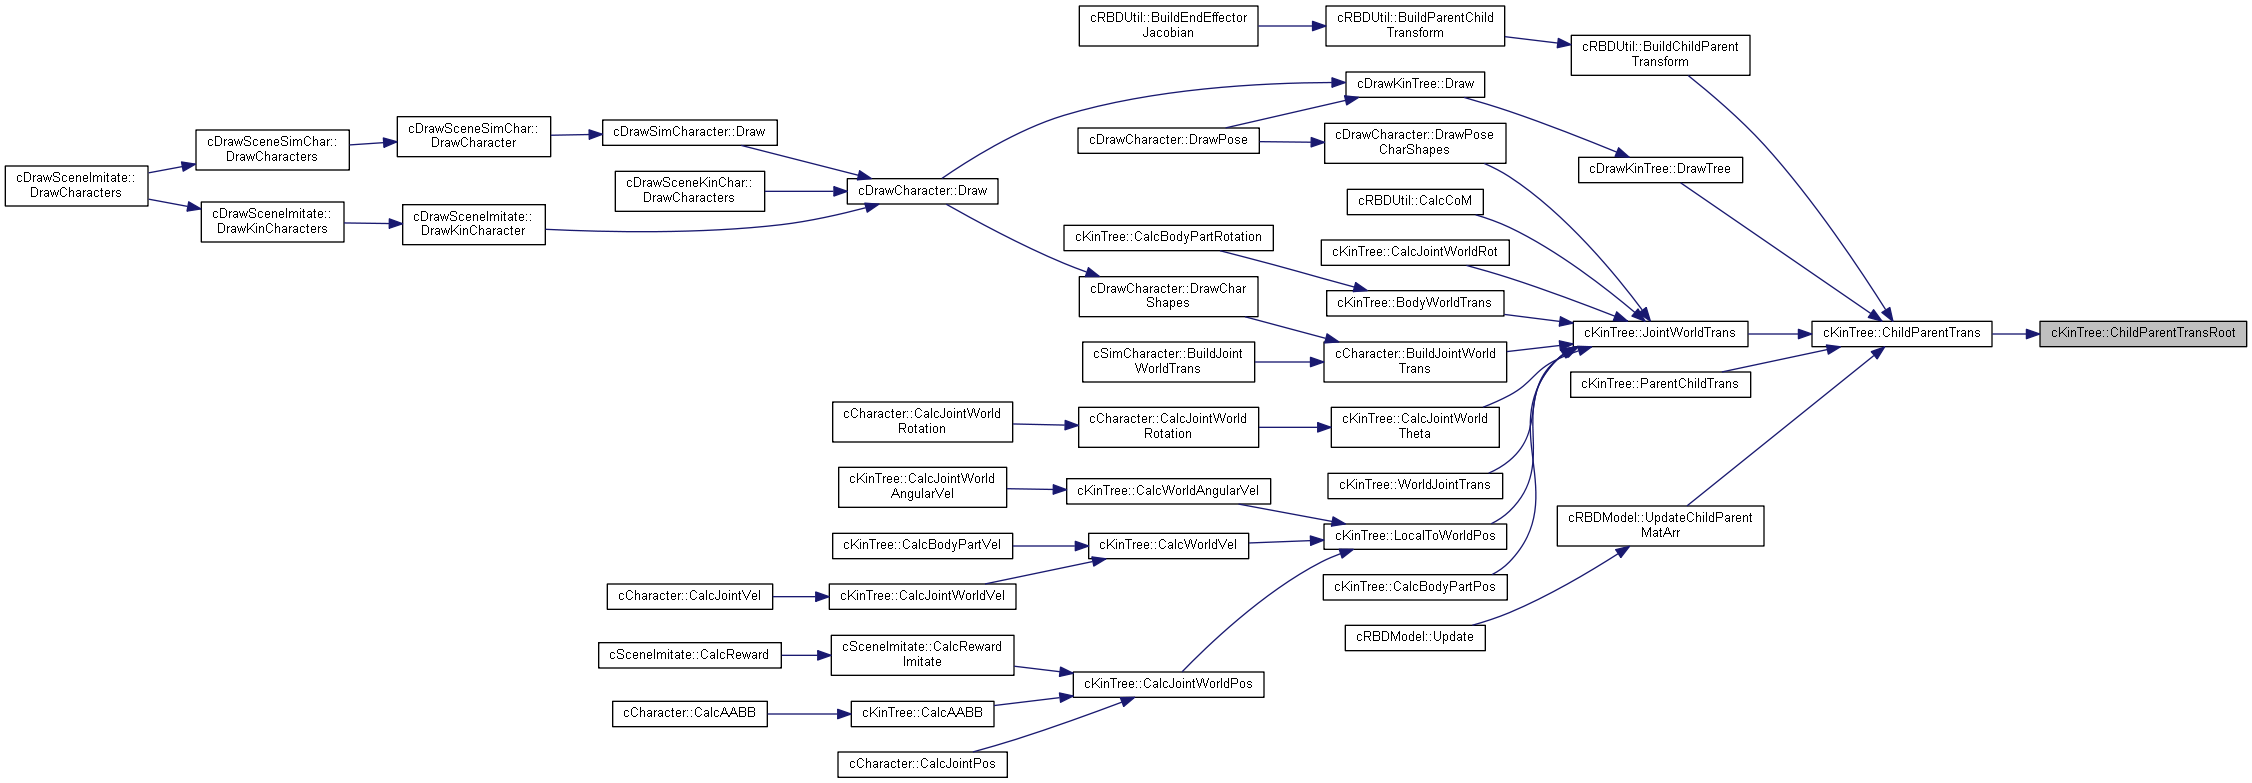 cRBDUtil::BuildEndEffector
Jacobian
cRBDUtil::BuildParentChild
Transform
cRBDUtil::BuildChildParent
Transform
cDrawKinTree::Draw
cDrawSceneSimChar::
DrawCharacter
cDrawSimCharacter::Draw
cDrawSceneSimChar::
DrawCharacters
cDrawCharacter::DrawPose
cDrawCharacter::DrawPose
CharShapes
cDrawKinTree::DrawTree
cDrawSceneImitate::
DrawCharacters
cDrawSceneKinChar::
DrawCharacters
cDrawCharacter::Draw
cRBDUtil::CalcCoM
cDrawSceneImitate::
DrawKinCharacters
cDrawSceneImitate::
DrawKinCharacter
cKinTree::CalcBodyPartRotation
cKinTree::CalcJointWorldRot
cDrawCharacter::DrawChar
Shapes
cKinTree::BodyWorldTrans
cKinTree::JointWorldTrans
cKinTree::ChildParentTrans
cKinTree::ChildParentTransRoot
cSimCharacter::BuildJoint
WorldTrans
cCharacter::BuildJointWorld
Trans
cKinTree::ParentChildTrans
cCharacter::CalcJointWorld
Rotation
cCharacter::CalcJointWorld
Rotation
cKinTree::CalcJointWorld
Theta
cKinTree::CalcJointWorld
AngularVel
cKinTree::CalcWorldAngularVel
cKinTree::WorldJointTrans
cRBDModel::UpdateChildParent
MatArr
cKinTree::CalcBodyPartVel
cKinTree::CalcWorldVel
cKinTree::LocalToWorldPos
cCharacter::CalcJointVel
cKinTree::CalcJointWorldVel
cKinTree::CalcBodyPartPos
cRBDModel::Update
cSceneImitate::CalcReward
cSceneImitate::CalcReward
Imitate
cKinTree::CalcJointWorldPos
cCharacter::CalcAABB
cKinTree::CalcAABB
cCharacter::CalcJointPos